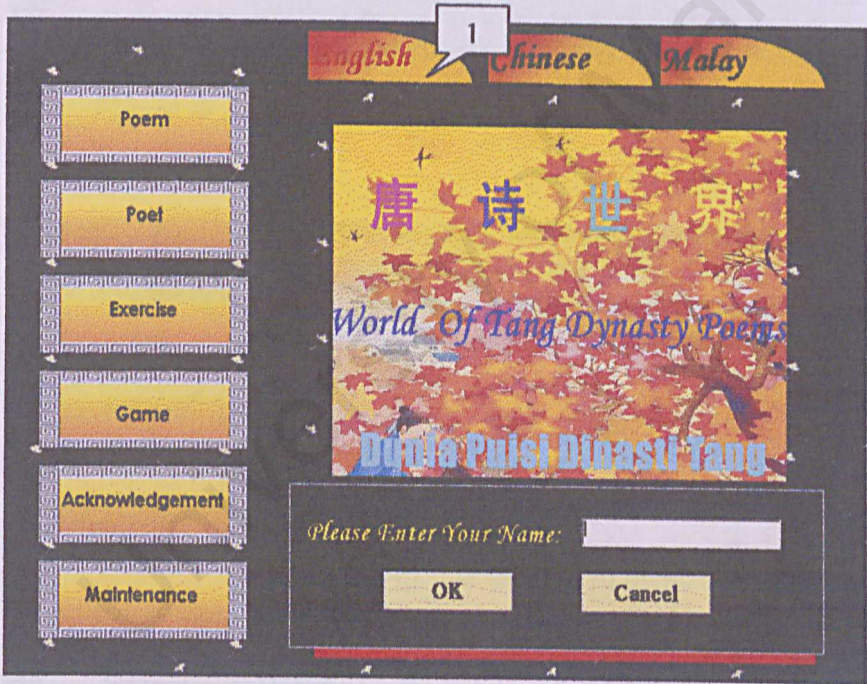 1
English Chinese Malay
Poem
Poet
Exercise
Game
Acknowledgement
Maintenance
唐诗世界
World Of Tang Dynasty Poems
Dunia Puisi Dinasti Tang
Please Enter Your Name:
OK Cancel